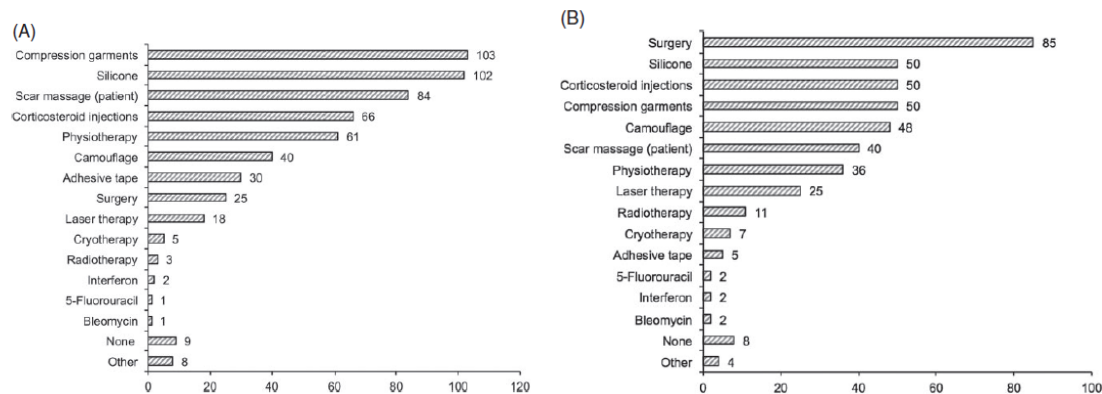 (A)
Compression garments 103
Silicone 102
Scar massage (patient) 84
Corticosteroid injections 66
Physiotherapy 61
Camouflage 40
Adhesive tape 30
Surgery 25
Laser therapy 18
Cryotherapy 5
Radiotherapy 3
Interferon 2
5-Fluorouracil 1
Bleomycin 1
None 9
Other 8
0 20 40 60 80 100 120
(B)
Surgery 85
Silicone 50
Corticosteroid injections 50
Compression garments 50
Camouflage 48
Scar massage (patient) 40
Physiotherapy 36
Laser therapy 25
Radiotherapy 11
Cryotherapy 7
Adhesive tape 5
5-Fluorouracil 2
Interferon 2
Bleomycin 2
None 8
Other 4
0 20 40 60 80 100